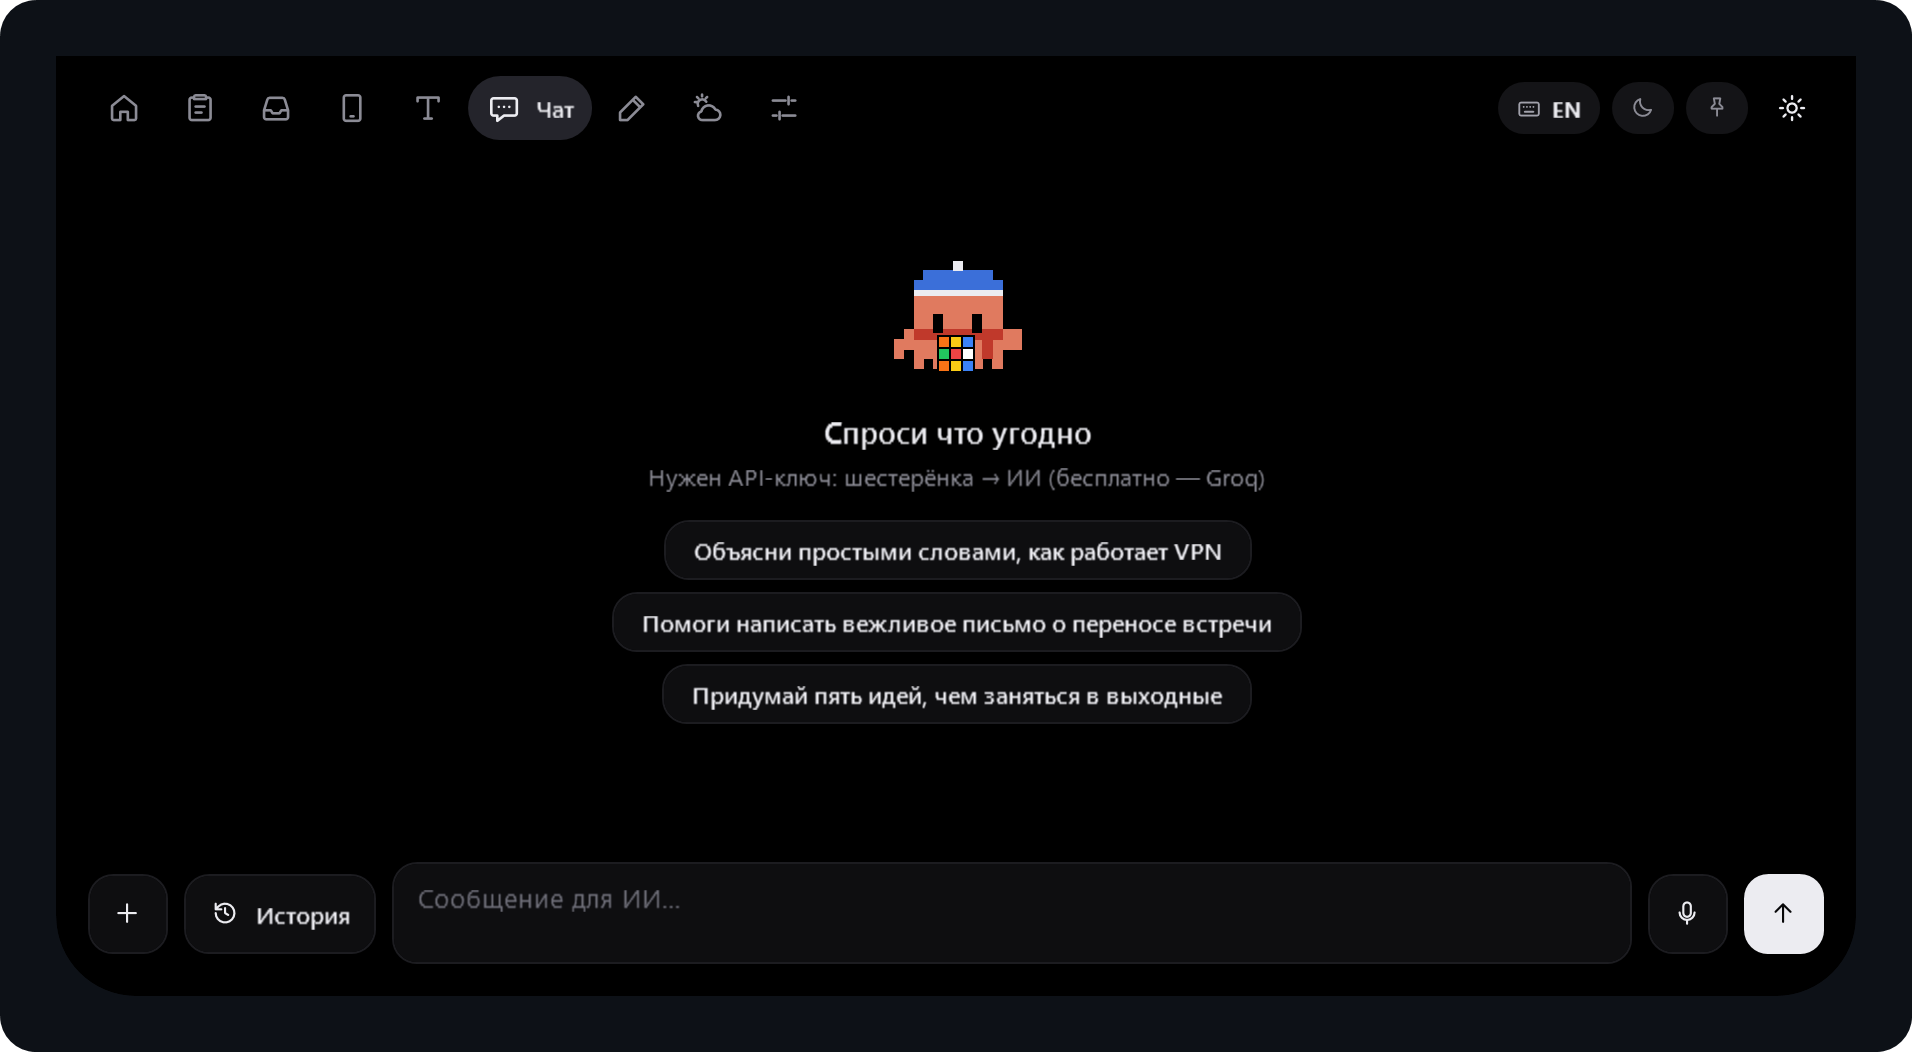 Чат
EN
Спроси что угодно
Нужен API-ключ: шестерёнка → ИИ (бесплатно — Groq)
Объясни простыми словами, как работает VPN
Помоги написать вежливое письмо о переносе встречи
Придумай пять идей, чем заняться в выходные
История
Сообщение для ИИ...